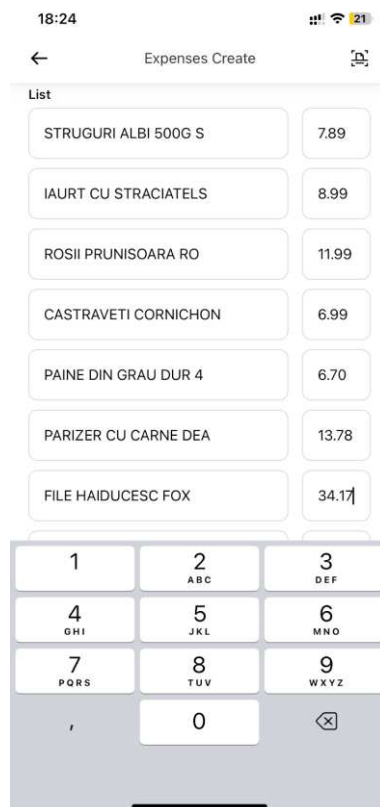 18:24
21
Expenses Create
List
STRUGURI ALBI 500G S 7.89
IAURT CU STRACIATELS 8.99
ROSII PRUNISOARA RO 11.99
CASTRAVETI CORNICHON 6.99
PAINE DIN GRAU DUR 4 6.70
PARIZER CU CARNE DEA 13.78
FILE HAIDUCESC FOX 34.17
1 2 3
ABC DEF
4 5 6
GHI JKL MNO
7 8 9
PQRS TUV WXYZ
, 0